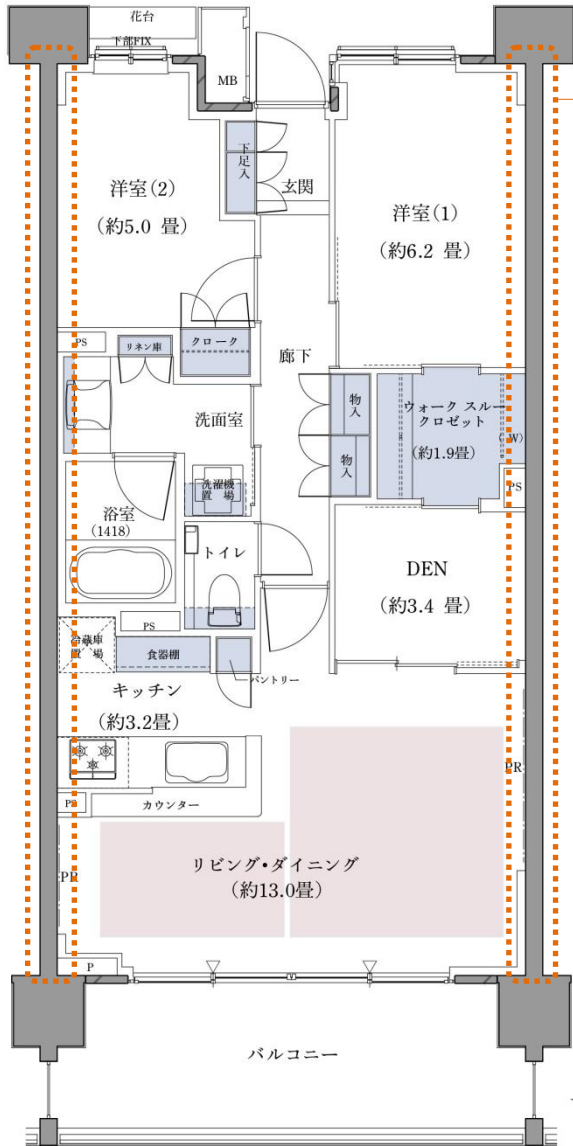 花台
下部FIX
MB
洋室(2)
(約5.0 畳)
下足入
玄関
洋室(1)
(約6.2 畳)
PS
リネン庫
クローク
廊下
洗面室
物入
物入
ウォーク スルー
クロゼット
(約1.9畳)
PS
洗濯機
置 場
浴室
(1418)
トイレ
DEN
(約3.4 畳)
PS
冷蔵庫
置 場
食器棚
パントリー
キッチン
(約3.2畳)
PS
カウンター
PR
リビング・ダイニング
(約13.0畳)
PR
P
バルコニー